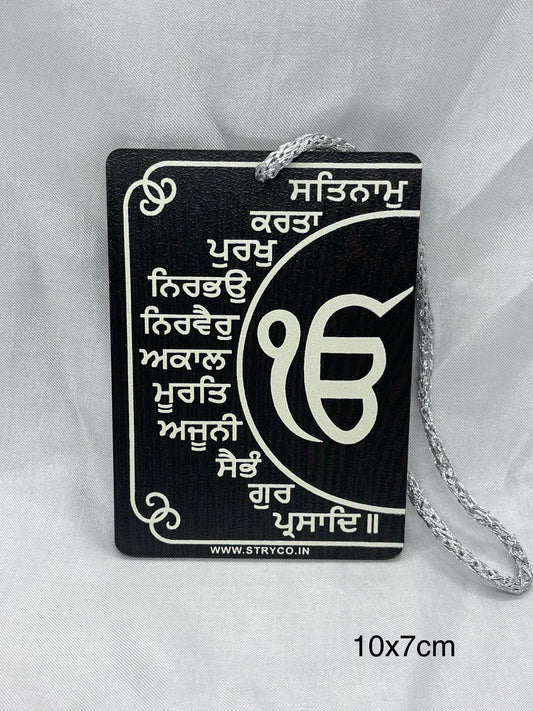 ਸਤਿਨਾਮੁ
ਕਰਤਾ
ਪੁਰਖੁ
ਨਿਰਭਉ
ਨਿਰਵੈਰੁ
ਅਕਾਲ
ਮੂਰਤਿ
ਅਜੂਨੀ
ਸੈਭੰ
ਗੁਰ
ਪ੍ਰਸਾਦਿ ॥
ੴ
WWW.STRYCO.IN
10x7cm